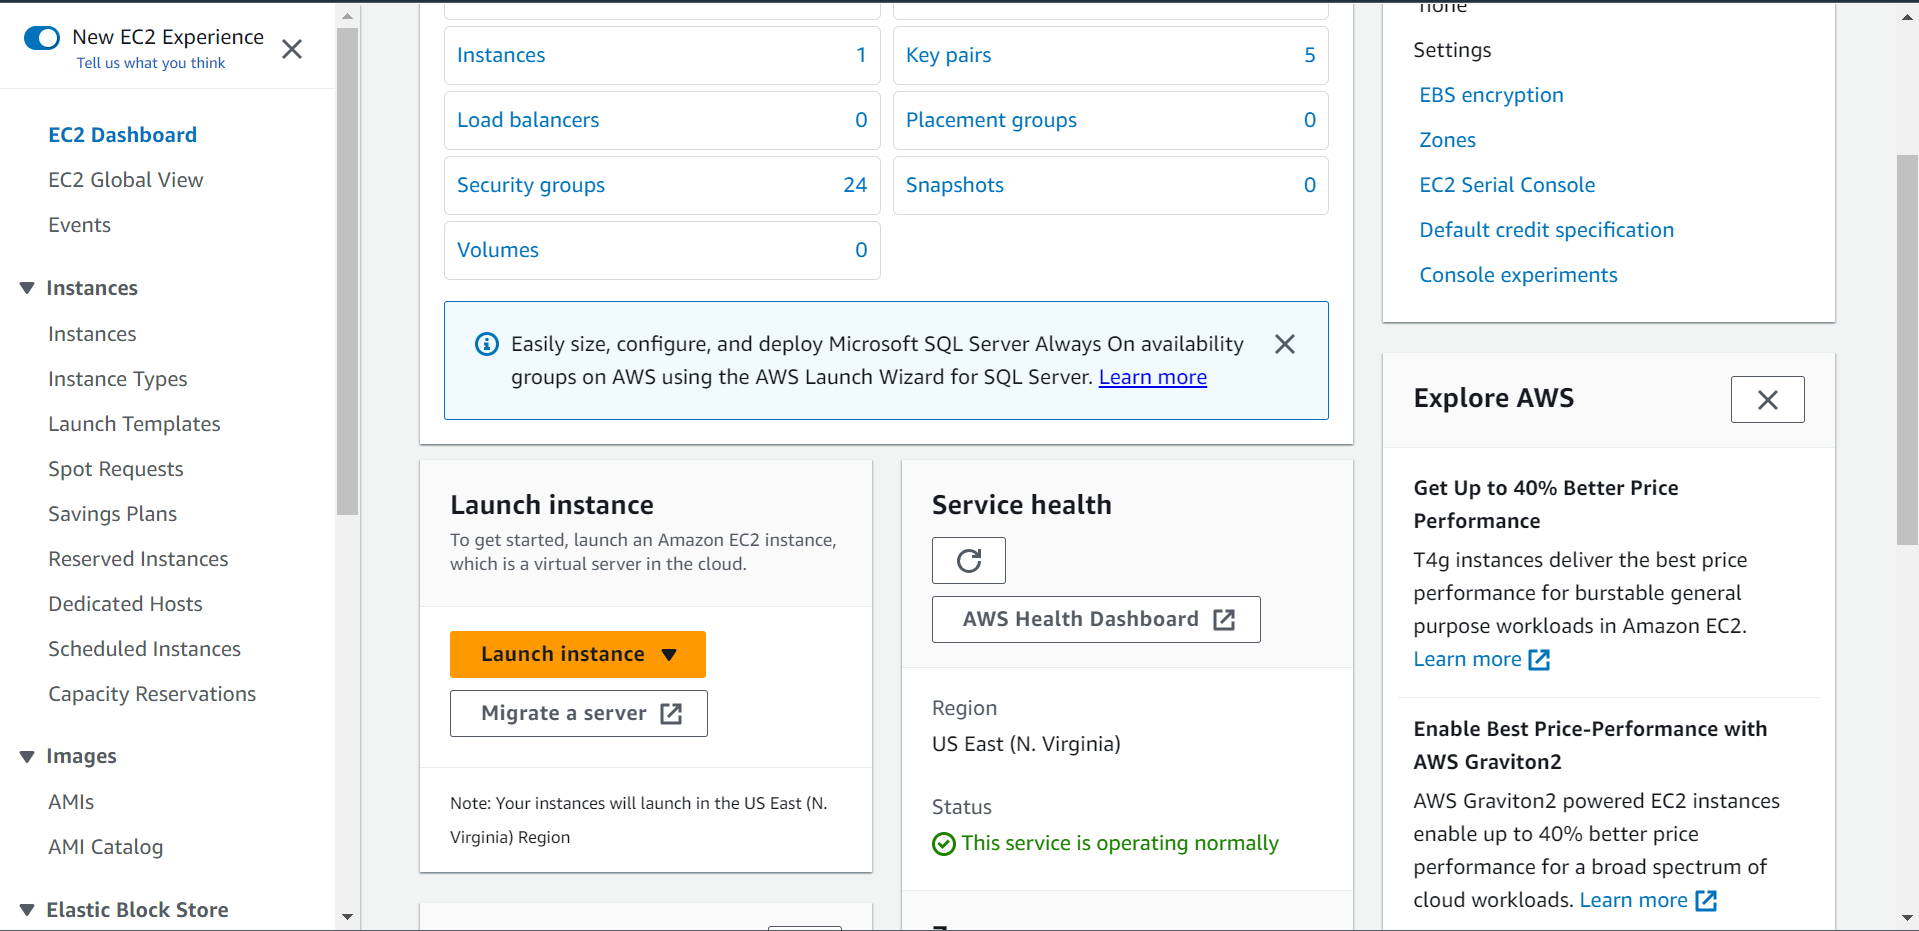 New EC2 Experience
Tell us what you think
EC2 Dashboard
EC2 Global View
Events
Instances
Instances
Instance Types
Launch Templates
Spot Requests
Savings Plans
Reserved Instances
Dedicated Hosts
Scheduled Instances
Capacity Reservations
Images
AMIs
AMI Catalog
Elastic Block Store
Instances 1
Key pairs 5
Load balancers 0
Placement groups 0
Security groups 24
Snapshots 0
Volumes 0
Easily size, configure, and deploy Microsoft SQL Server Always On availability
groups on AWS using the AWS Launch Wizard for SQL Server. Learn more
Launch instance
To get started, launch an Amazon EC2 instance,
which is a virtual server in the cloud.
Launch instance
Migrate a server
Note: Your instances will launch in the US East (N.
Virginia) Region
Service health
AWS Health Dashboard
Region
US East (N. Virginia)
Status
This service is operating normally
none
Settings
EBS encryption
Zones
EC2 Serial Console
Default credit specification
Console experiments
Explore AWS
Get Up to 40% Better Price
Performance
T4g instances deliver the best price
performance for burstable general
purpose workloads in Amazon EC2.
Learn more
Enable Best Price-Performance with
AWS Graviton2
AWS Graviton2 powered EC2 instances
enable up to 40% better price
performance for a broad spectrum of
cloud workloads. Learn more